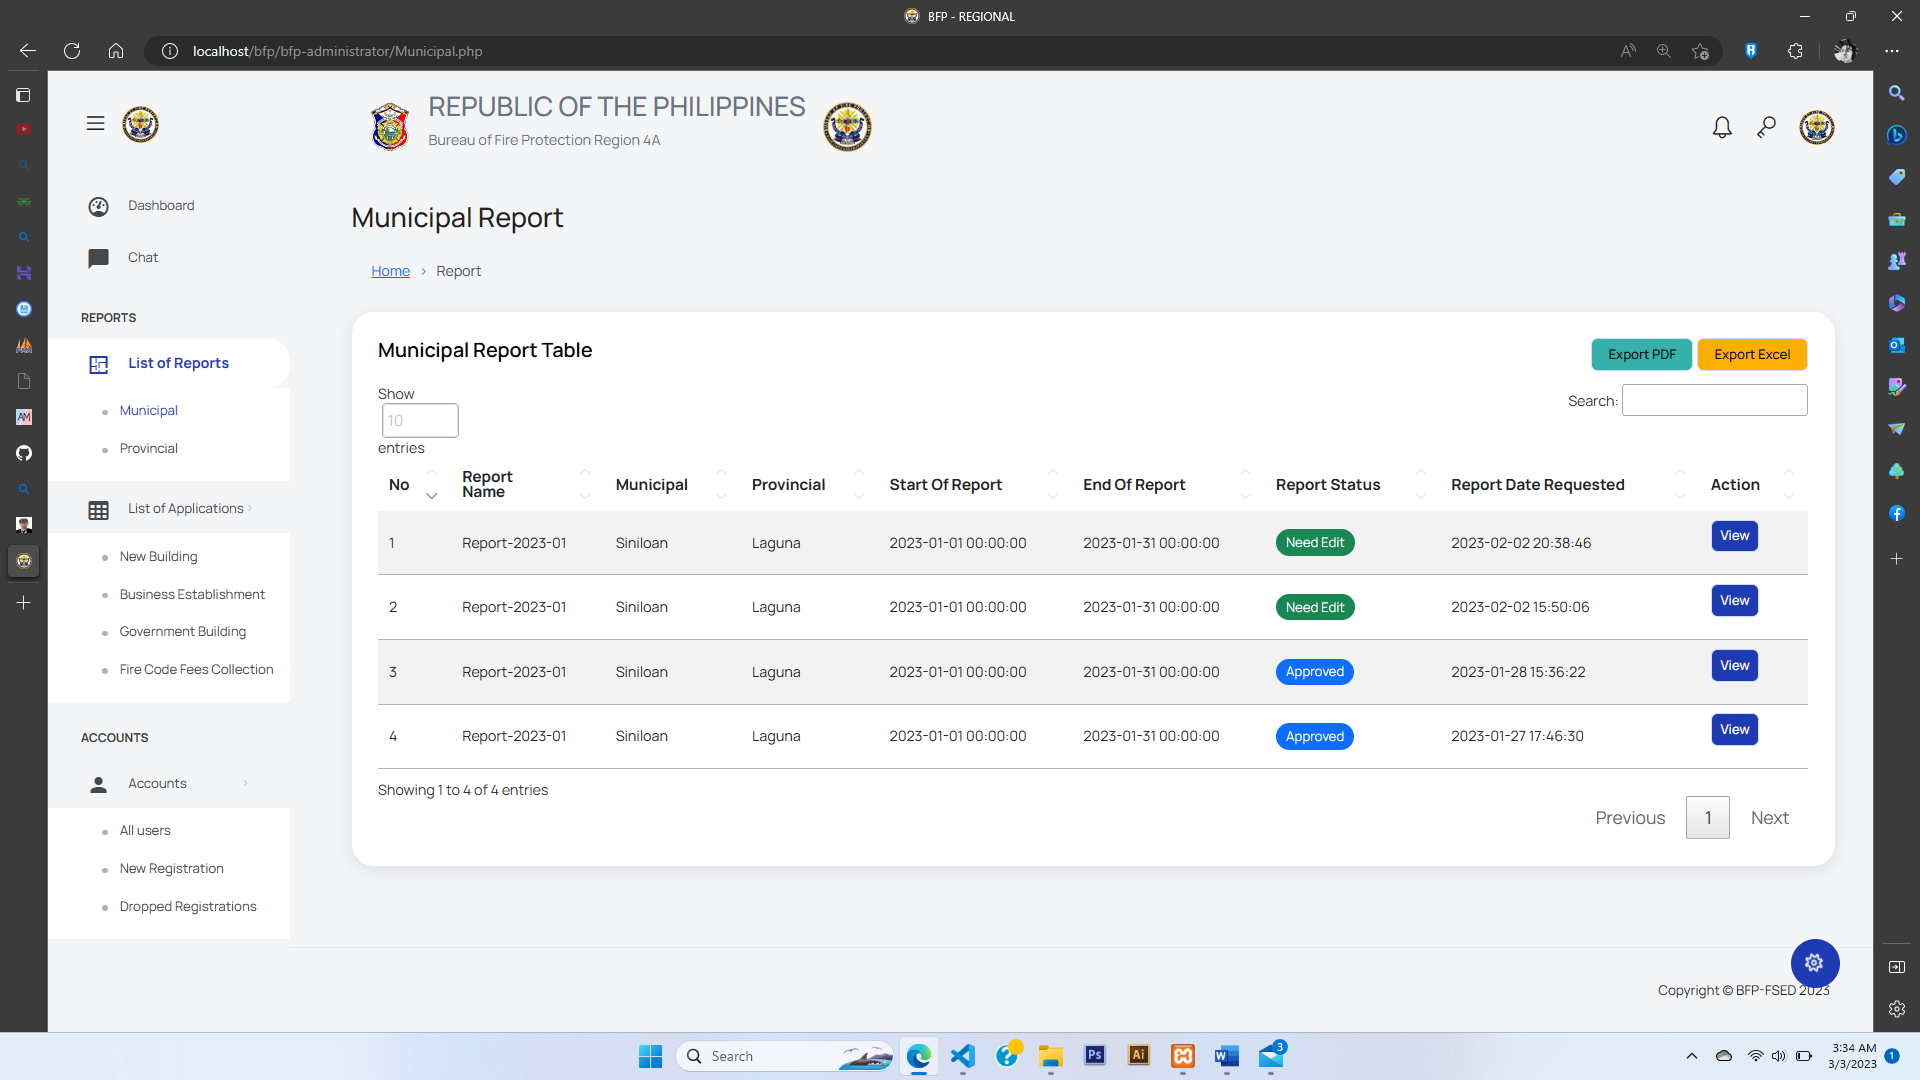 BFP - REGIONAL
localhost/bfp/bfp-administrator/Municipal.php
REPUBLIC OF THE PHILIPPINES
Bureau of Fire Protection Region 4A
Dashboard
Chat
REPORTS
List of Reports
Municipal
Provincial
List of Applications
New Building
Business Establishment
Government Building
Fire Code Fees Collection
ACCOUNTS
Accounts
All users
New Registration
Dropped Registrations
Municipal Report
Home > Report
Municipal Report Table
Export PDF Export Excel
Show
10
entries
Search:
No Report Name Municipal Provincial Start Of Report End Of Report Report Status Report Date Requested Action
1 Report-2023-01 Siniloan Laguna 2023-01-01 00:00:00 2023-01-31 00:00:00 Need Edit 2023-02-02 20:38:46 View
2 Report-2023-01 Siniloan Laguna 2023-01-01 00:00:00 2023-01-31 00:00:00 Need Edit 2023-02-02 15:50:06 View
3 Report-2023-01 Siniloan Laguna 2023-01-01 00:00:00 2023-01-31 00:00:00 Approved 2023-01-28 15:36:22 View
4 Report-2023-01 Siniloan Laguna 2023-01-01 00:00:00 2023-01-31 00:00:00 Approved 2023-01-27 17:46:30 View
Showing 1 to 4 of 4 entries
Previous 1 Next
Copyright © BFP-FSED 2023
Search
Ps
Ai
3
3:34 AM
3/3/2023
1
AM